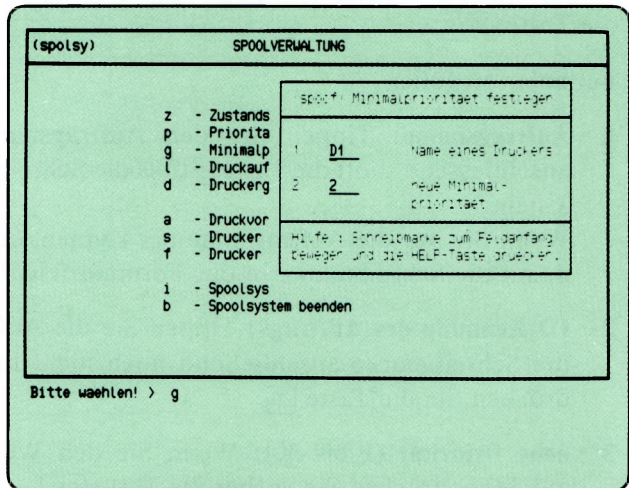 (spolsy) SPOOLVERWALTUNG
z - Zustands
p - Priorita
g - Minimalp
l - Druckauf
d - Druckerg
a - Druckvor
s - Drucker
f - Drucker
i - Spoolsys
b - Spoolsystem beenden
Minimalprioritaet festlegen
1 D1 Name eines Druckers
2 2 neue Minimal-
prioritaet
Hilfe: Schreibmarke zum Feldanfang
bewegen und die HELP-Taste druecken.
Bitte waehlen! > g